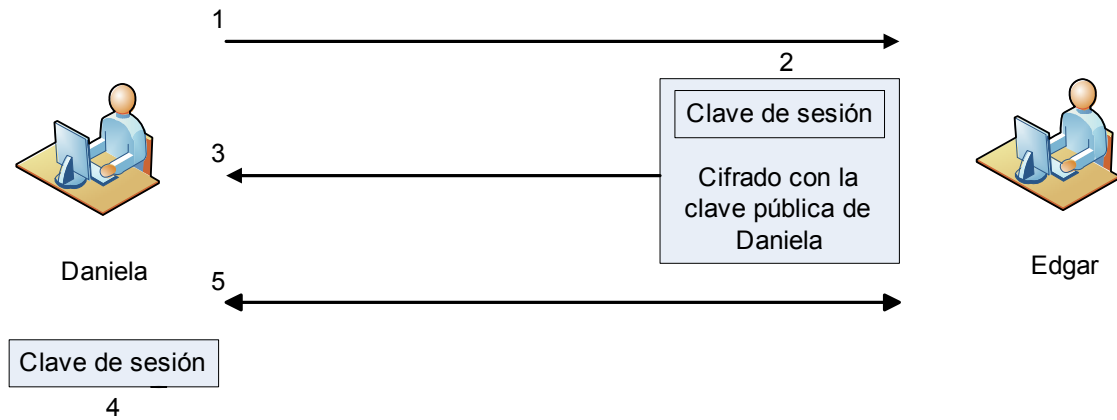 1
2
Clave de sesión
3
Cifrado con la
clave pública de
Daniela
Daniela
Edgar
5
Clave de sesión
4